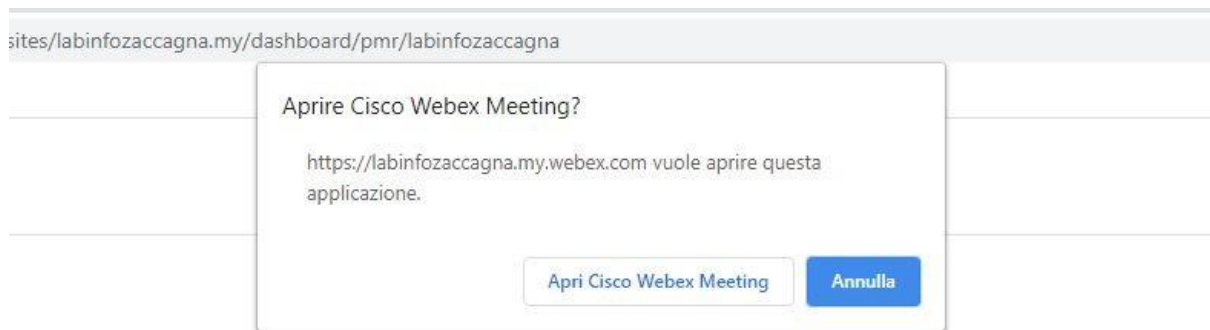 sites/labinfozaccagna.my/dashboard/pmr/labinfozaccagna
Aprire Cisco Webex Meeting?
https://labinfozaccagna.my.webex.com vuole aprire questa
applicazione.
Apri Cisco Webex Meeting
Annulla